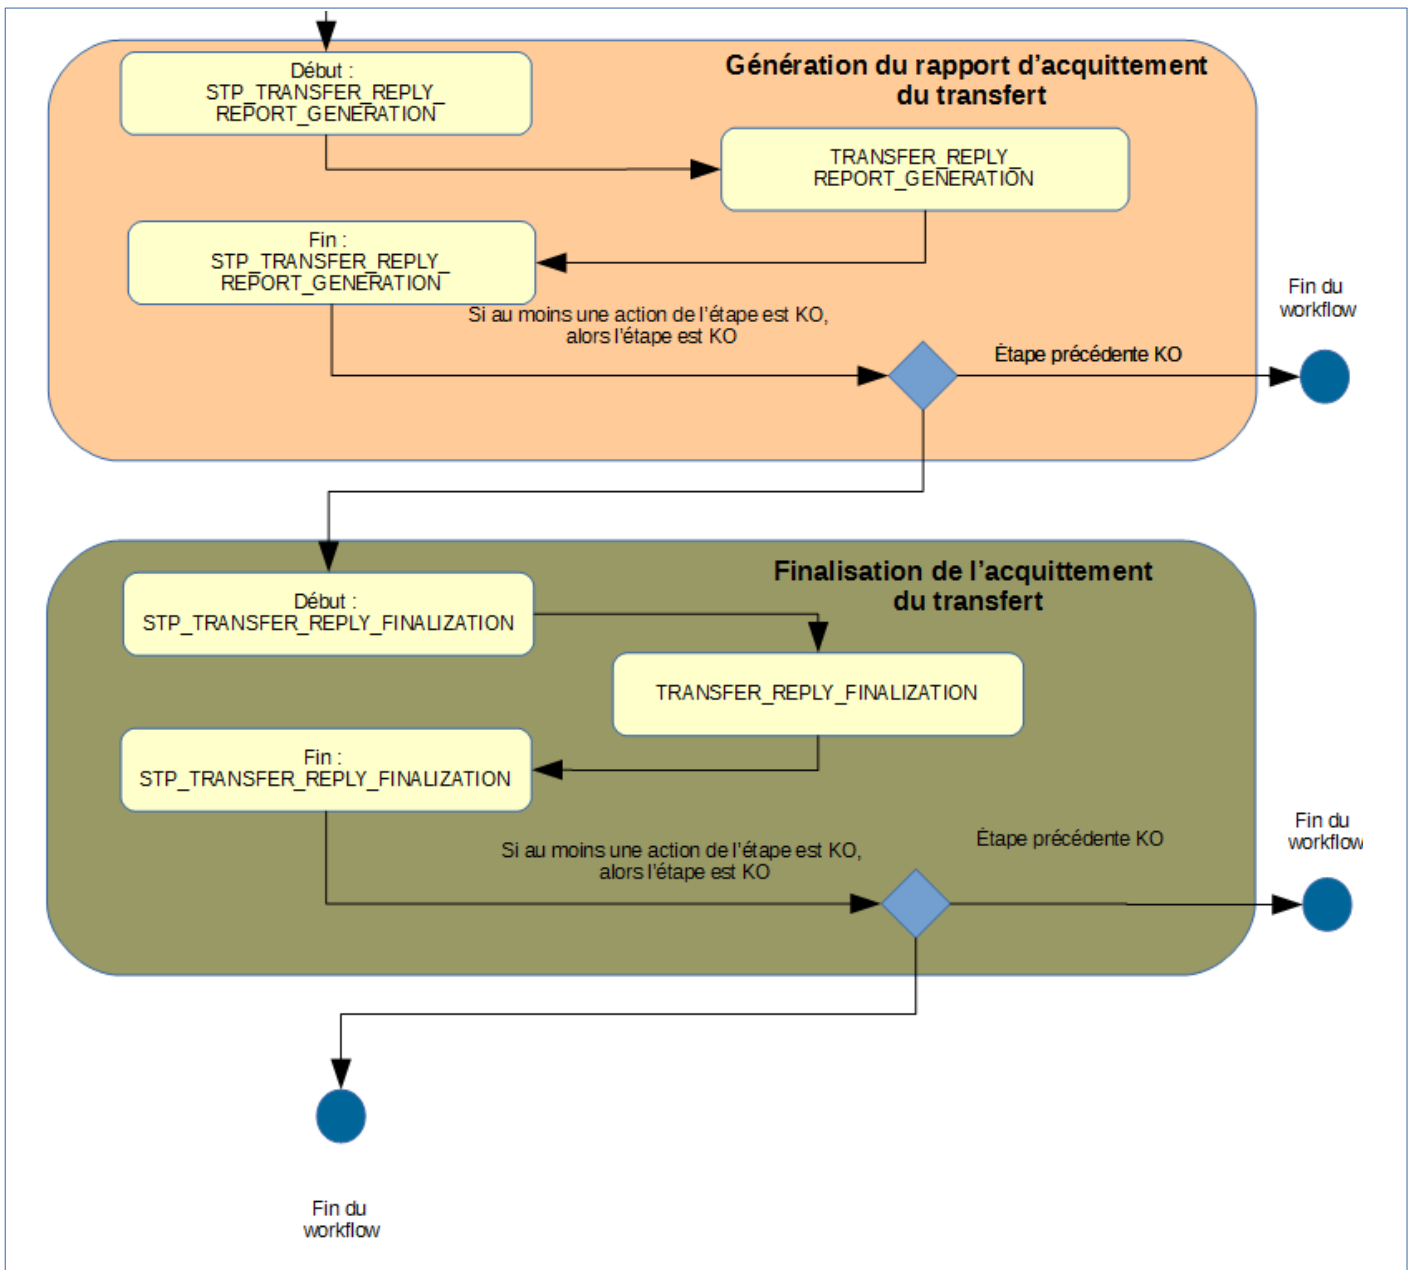 Génération du rapport d’acquittement
du transfert
Début :
STP_TRANSFER_REPLY_
REPORT_GENERATION
TRANSFER_REPLY_
REPORT_GENERATION
Fin :
STP_TRANSFER_REPLY_
REPORT_GENERATION
Si au moins une action de l’étape est KO,
alors l’étape est KO
Étape précédente KO
Fin du
workflow
Finalisation de l’acquittement
du transfert
Début :
STP_TRANSFER_REPLY_FINALIZATION
TRANSFER_REPLY_FINALIZATION
Fin :
STP_TRANSFER_REPLY_FINALIZATION
Si au moins une action de l’étape est KO,
alors l’étape est KO
Étape précédente KO
Fin du
workflow
Fin du
workflow